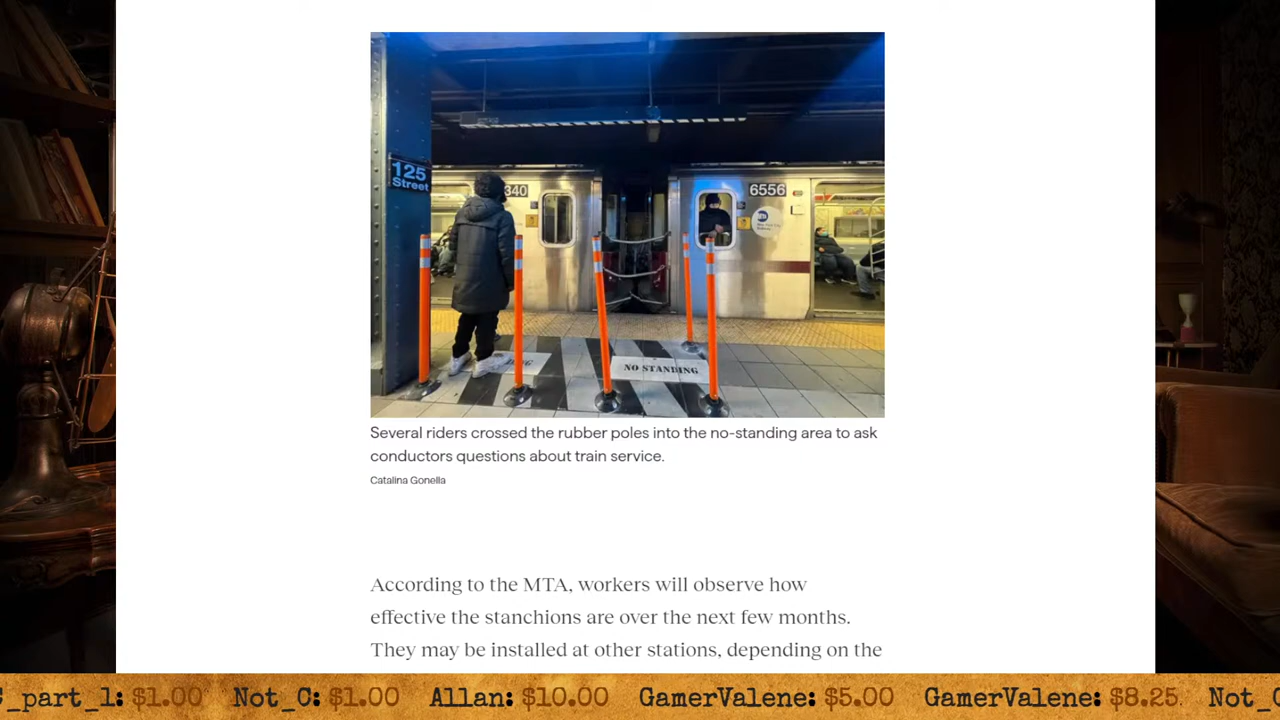 125
Street
340
6556
NO STANDING
Several riders crossed the rubber poles into the no-standing area to ask
conductors questions about train service.
Catalina Gonella
According to the MTA, workers will observe how
effective the stanchions are over the next few months.
They may be installed at other stations, depending on the
_part_1: $1.00 Not_C: $1.00 Allan: $10.00 GamerValene: $5.00 GamerValene: $8.25 Not_